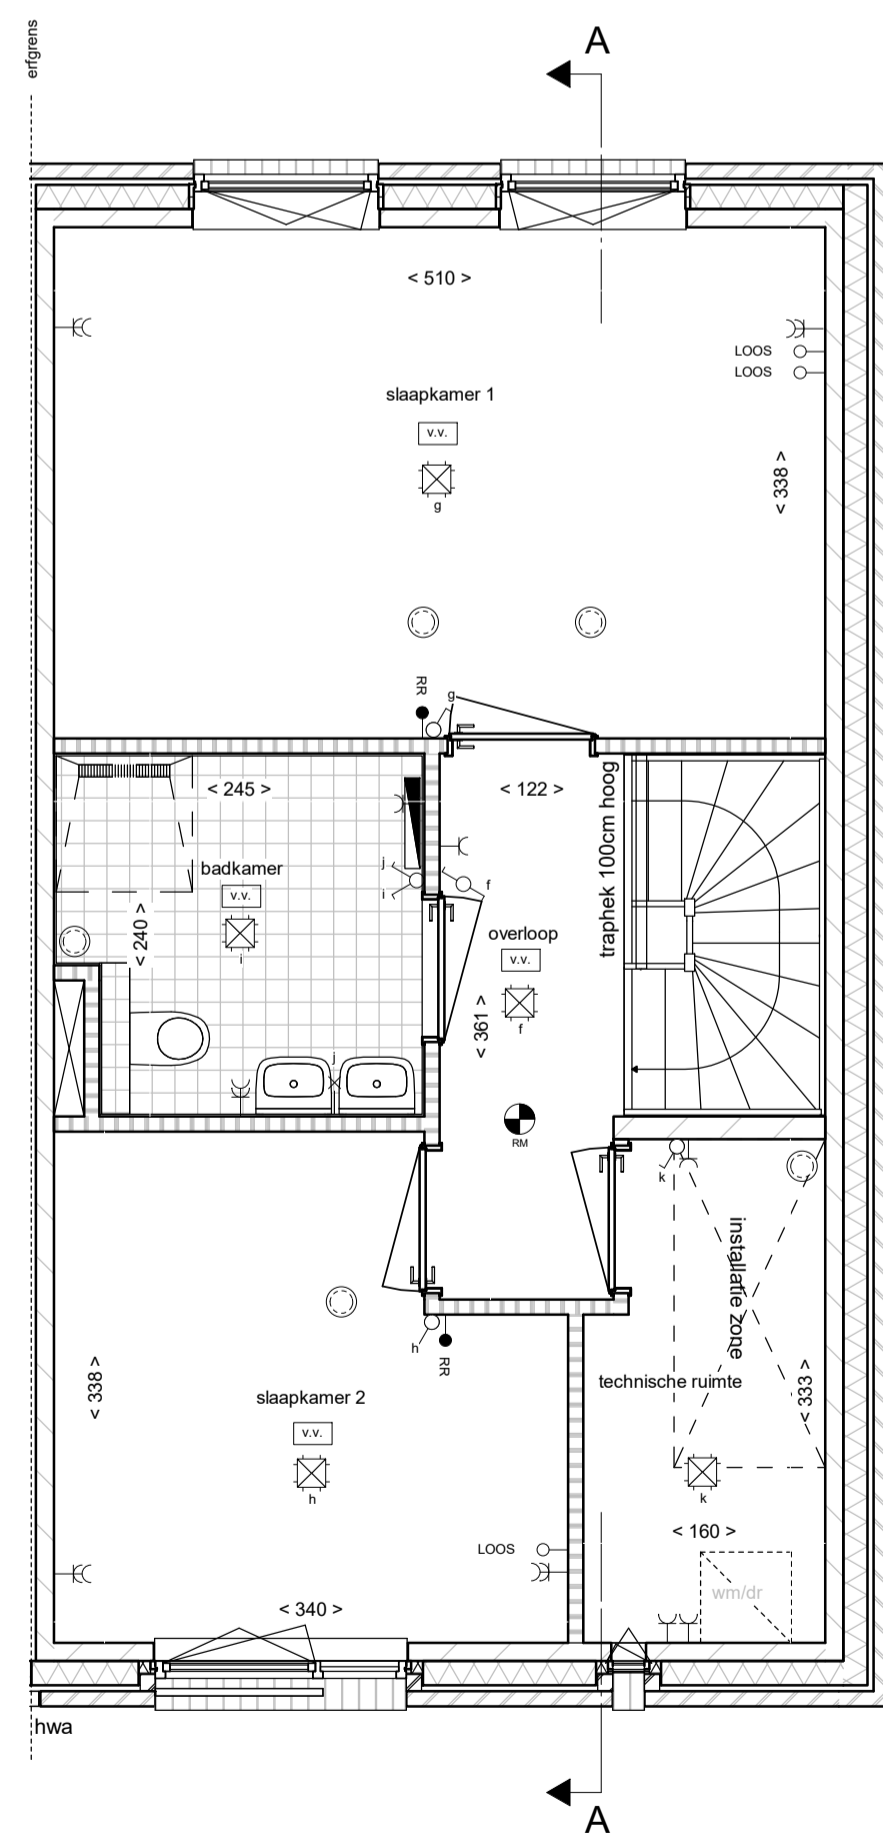 erfgrens
A
< 510 >
LOOS
LOOS
slaapkamer 1
v.v.
g
< 338 >
RR
g
< 245 >
< 122 >
traphek 100cm hoog
badkamer
j
i
f
v.v.
< 240 >
i
overloop
v.v.
f
< 361 >
j
RM
k
installatie zone
h
RR
< 338 >
slaapkamer 2
technische ruimte
< 333 >
v.v.
h
k
LOOS
< 160 >
wm/dr
< 340 >
hwa
A